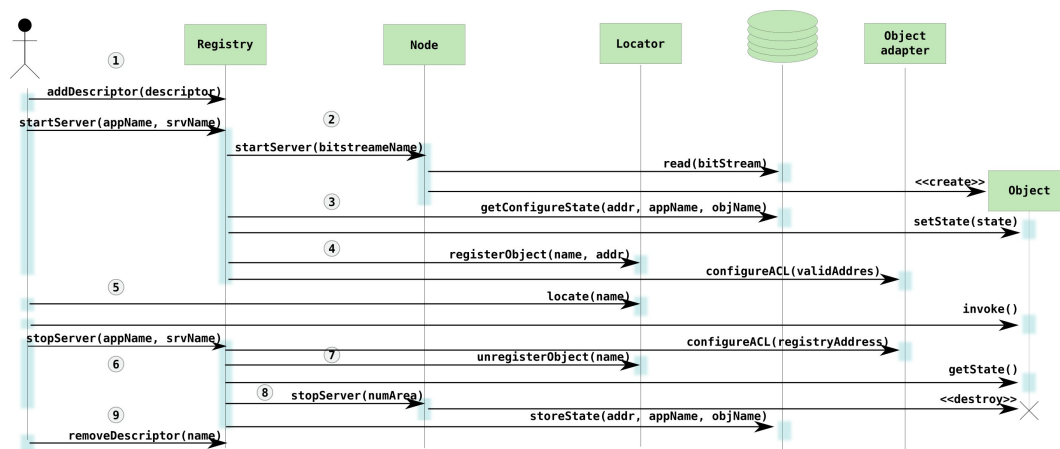 Registry
Node
Locator
Object
adapter
1
addDescriptor(descriptor)
startServer(appName, srvName)
2
startServer(bitstreameName)
read(bitStream)
<<create>>
Object
3
getConfigureState(addr, appName, objName)
setState(state)
4
registerObject(name, addr)
configureACL(validAddres)
5
locate(name)
invoke()
stopServer(appName, srvName)
configureACL(registryAddress)
6
7
unregisterObject(name)
getState()
8
stopServer(numArea)
<<destroy>>
9
storeState(addr, appName, objName)
removeDescriptor(name)